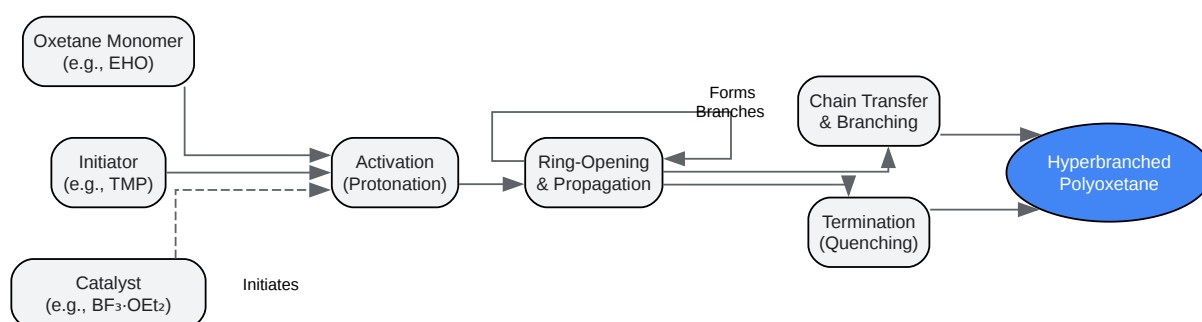 Oxetane Monomer
(e.g., EHO)
Initiator
(e.g., TMP)
Catalyst
(e.g., BF₃·OEt₂)
Initiates
Activation
(Protonation)
Forms
Branches
Ring-Opening
& Propagation
Chain Transfer
& Branching
Termination
(Quenching)
Hyperbranched
Polyoxetane